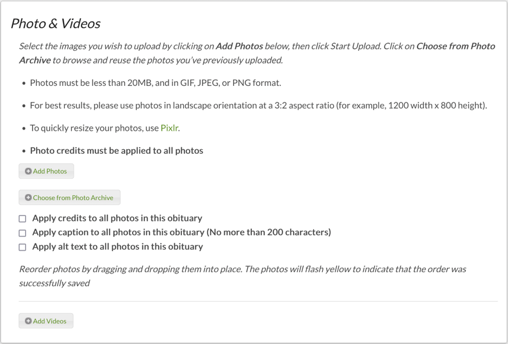 Photo & Videos
Select the images you wish to upload by clicking on Add Photos below, then click Start Upload. Click on Choose from Photo
Archive to browse and reuse the photos you've previously uploaded.
• Photos must be less than 20MB, and in GIF, JPEG, or PNG format.
• For best results, please use photos in landscape orientation at a 3:2 aspect ratio (for example, 1200 width x 800 height).
• To quickly resize your photos, use Pixlr.
• Photo credits must be applied to all photos
Add Photos
Choose from Photo Archive
Apply credits to all photos in this obituary
Apply caption to all photos in this obituary (No more than 200 characters)
Apply alt text to all photos in this obituary
Reorder photos by dragging and dropping them into place. The photos will flash yellow to indicate that the order was
successfully saved
Add Videos